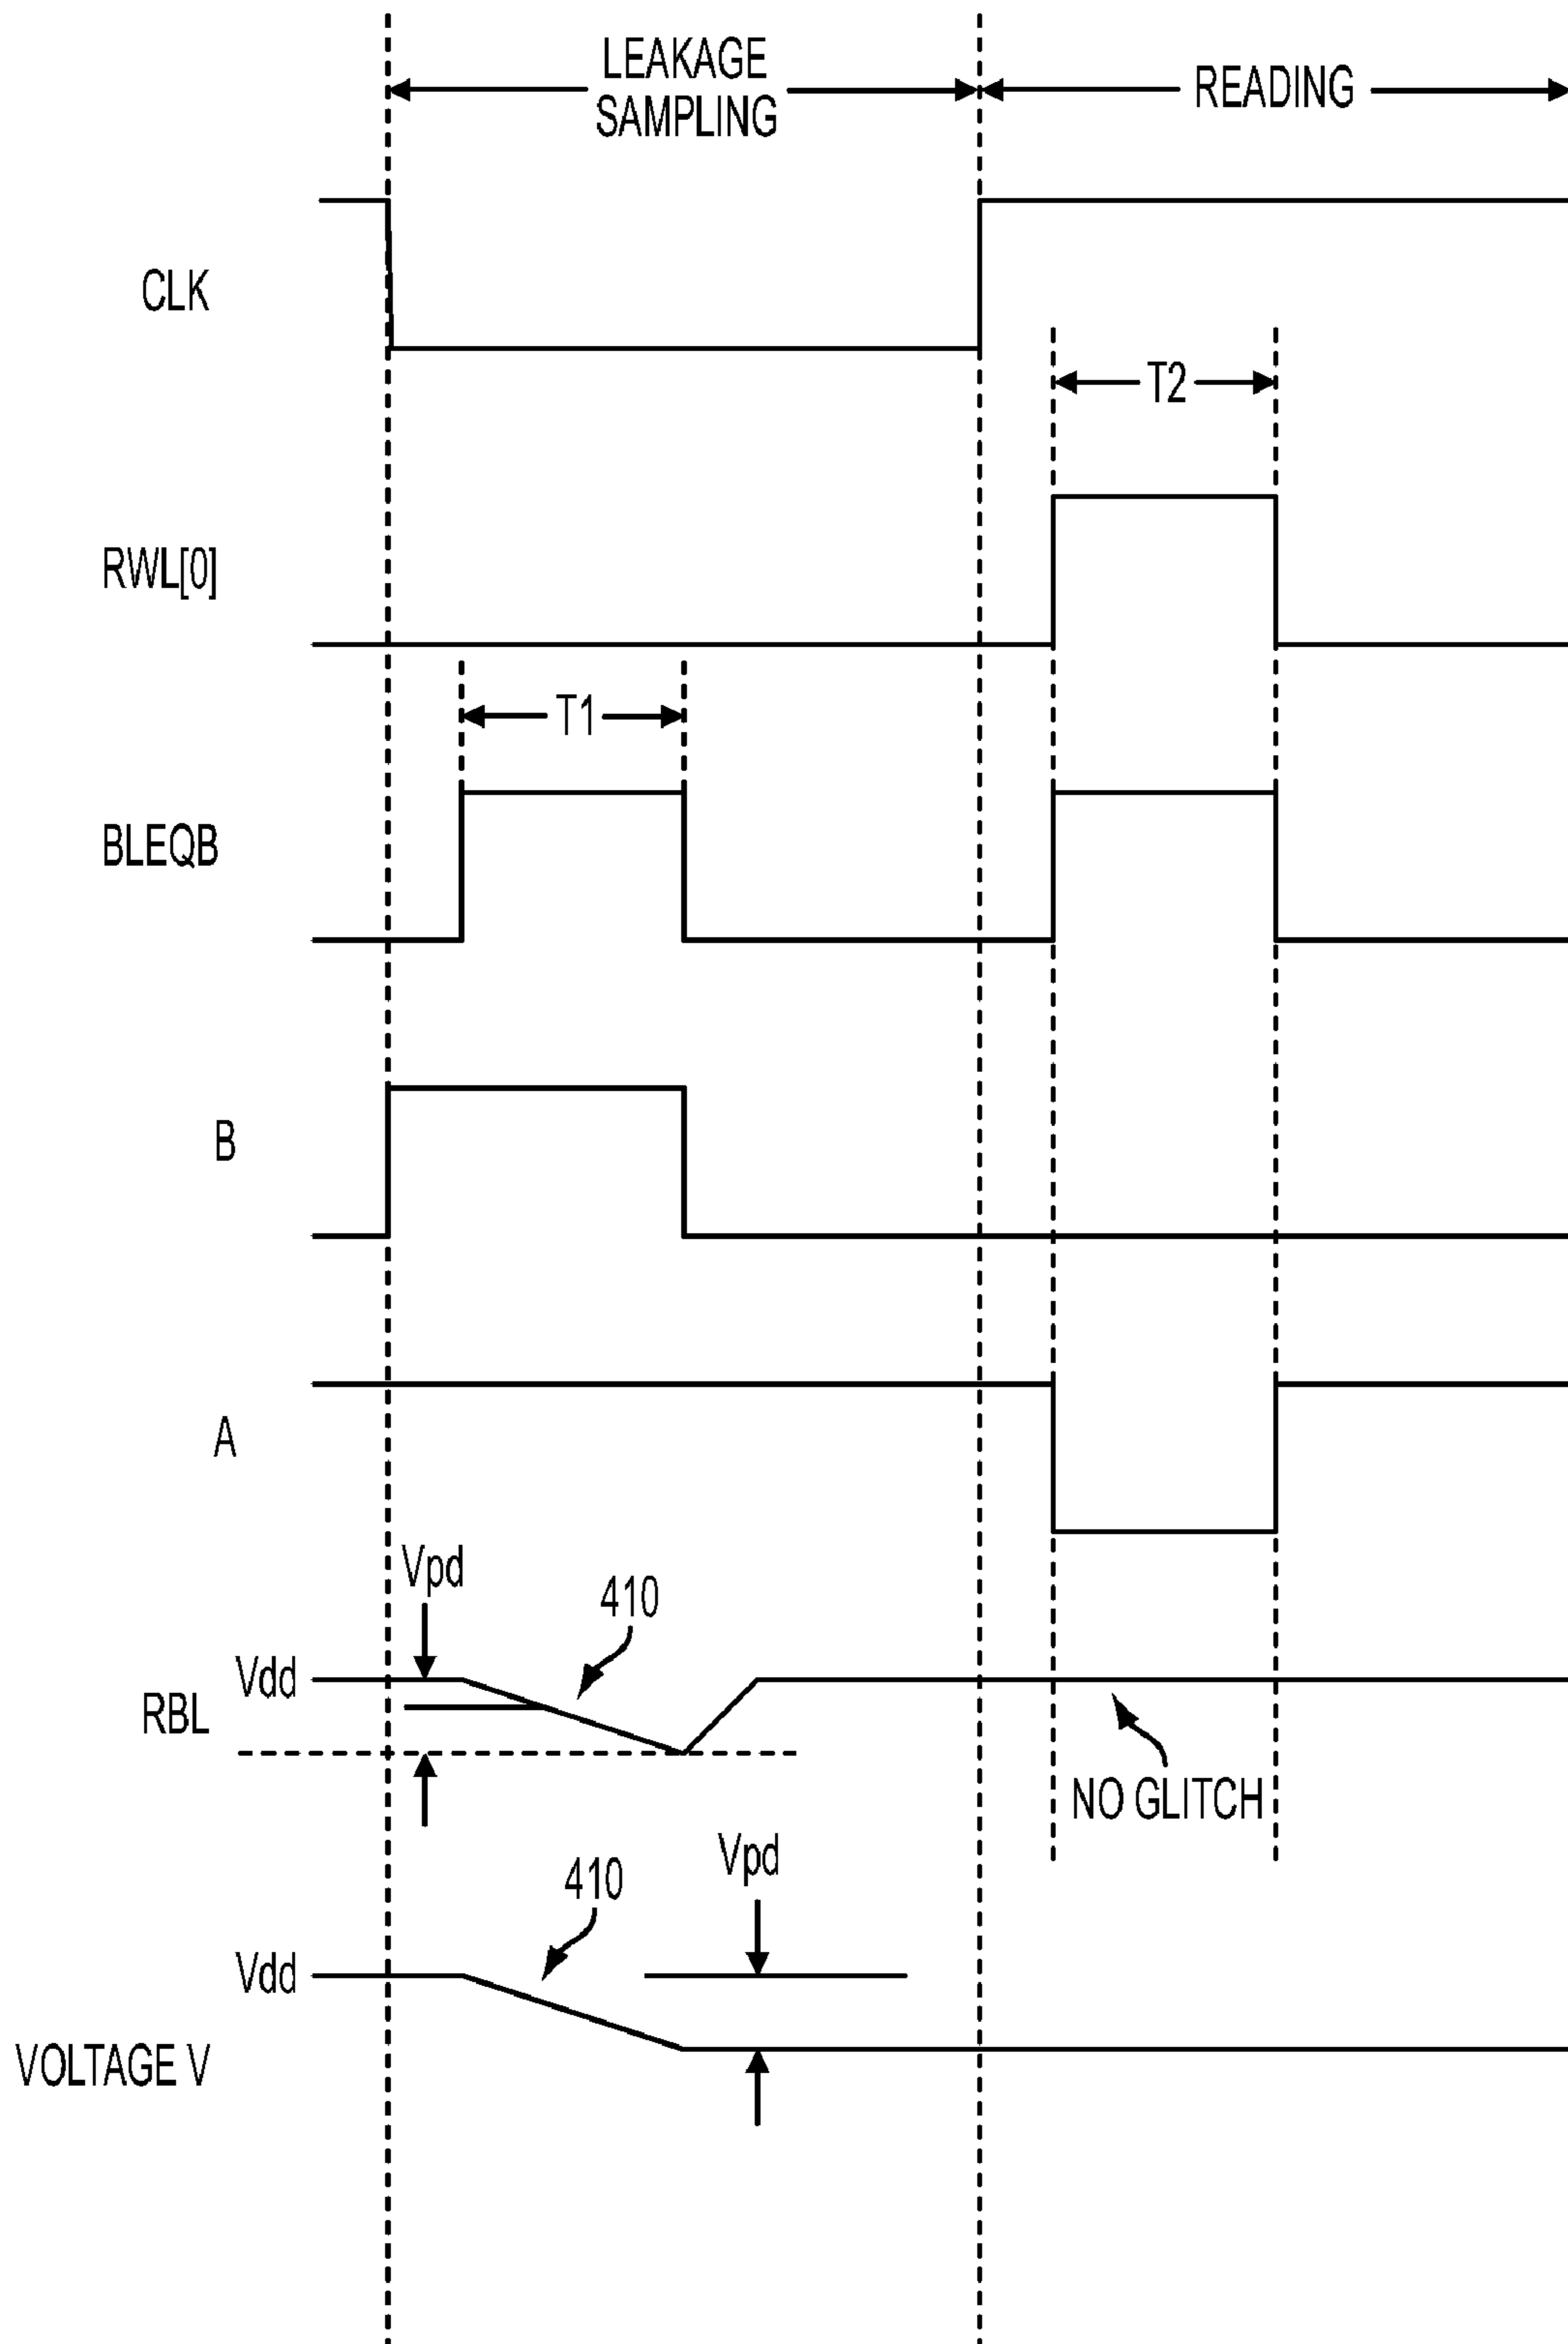 LEAKAGE
SAMPLING
READING
CLK
T2
RWL[0]
T1
BLEQB
B
A
Vpd
410
Vdd
RBL
NO GLITCH
Vpd
410
Vdd
VOLTAGE V